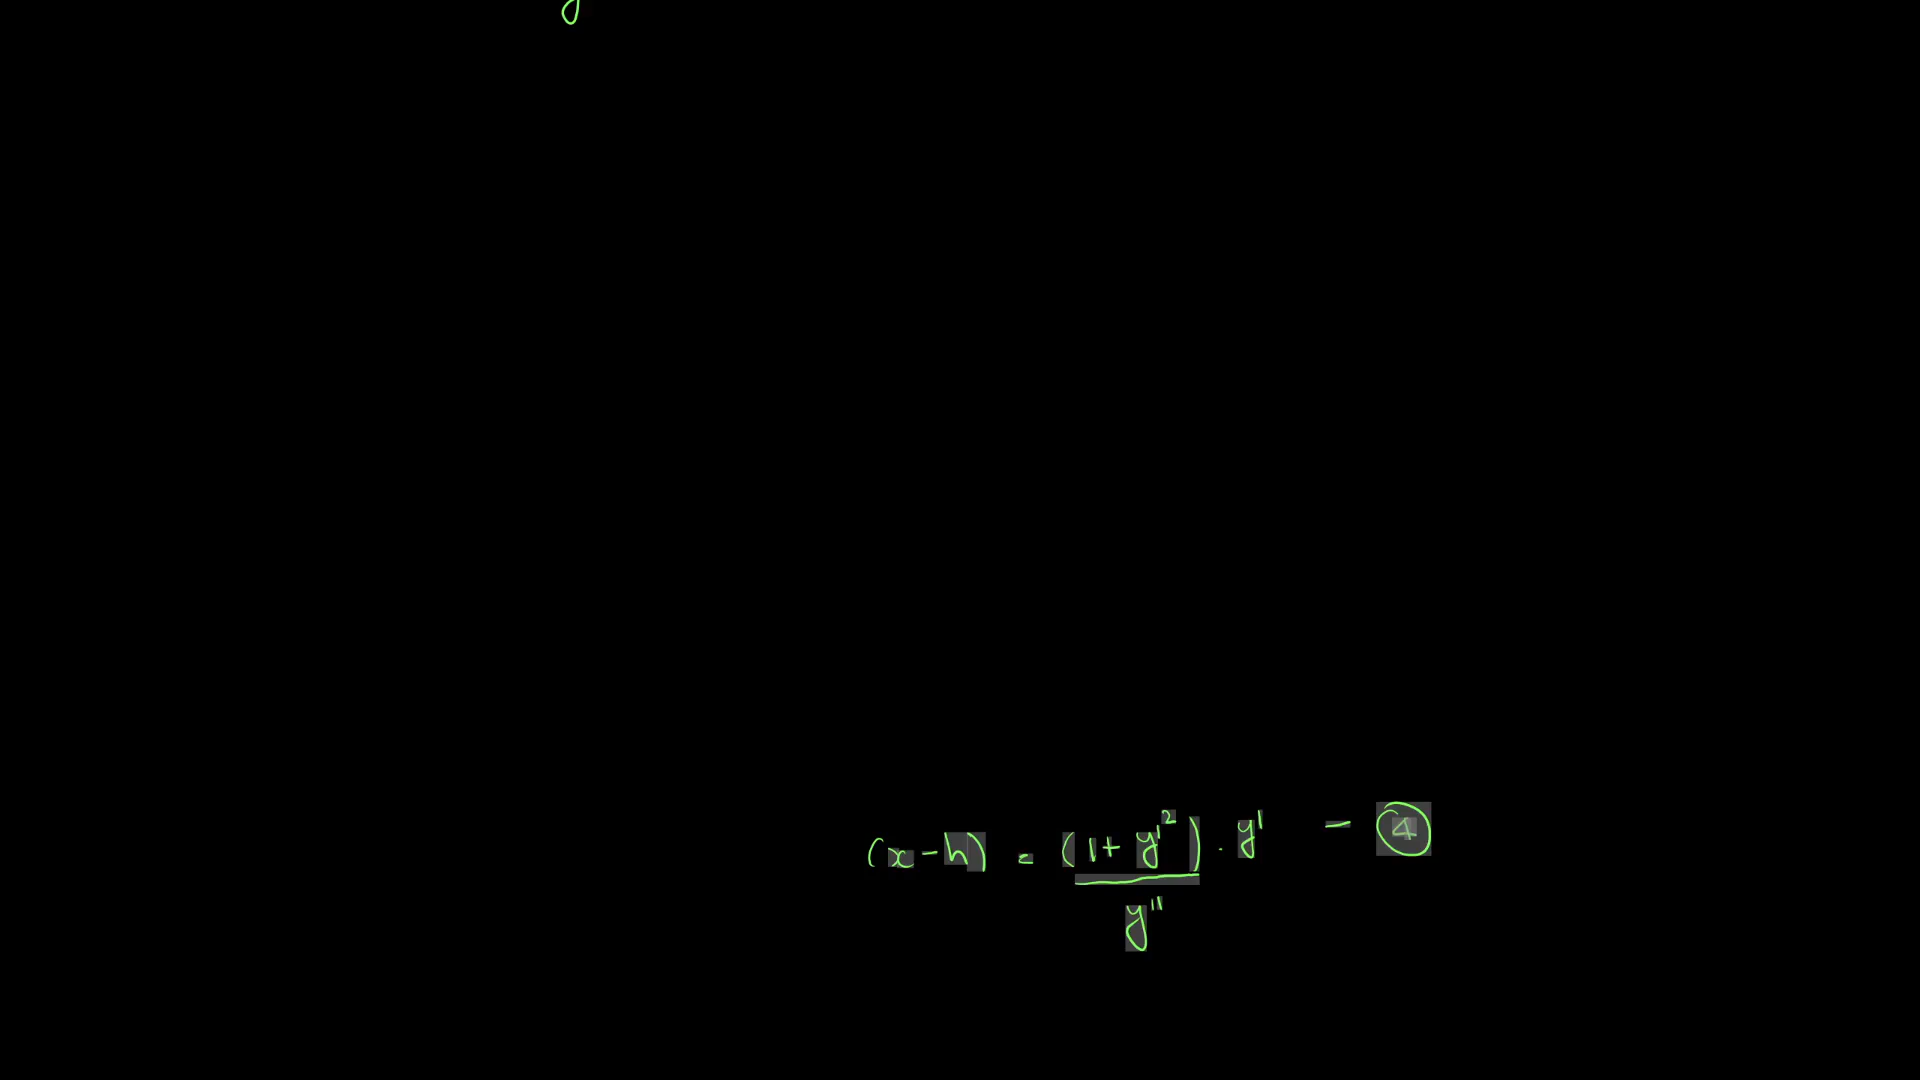 (x - h) = (1 + y'^2) / y'' · y' — ④